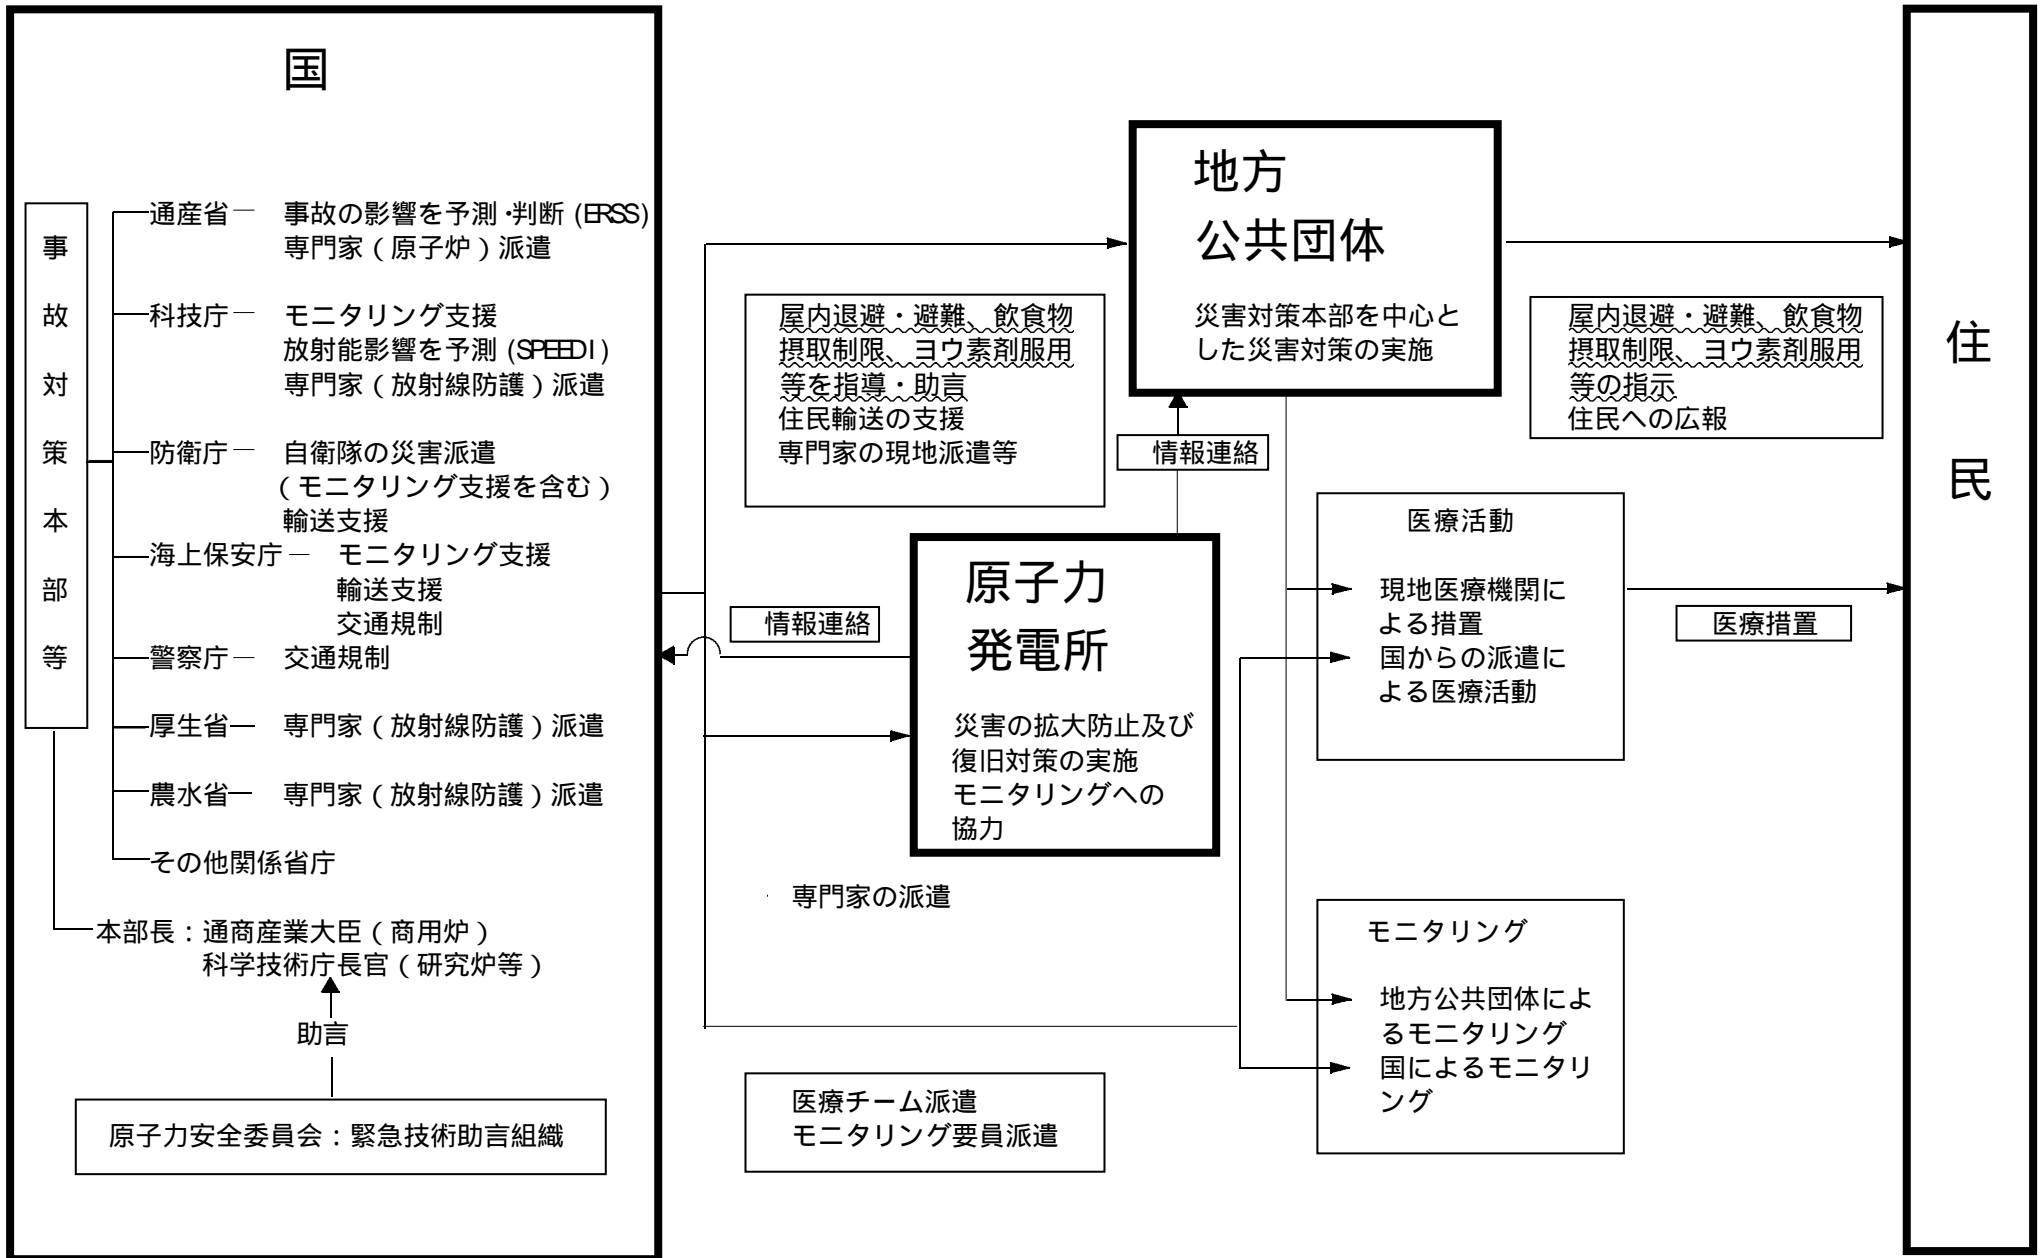 国
事故対策本部等
通産省― 事故の影響を予測・判断 (ERSS)
専門家（原子炉）派遣
科技庁― モニタリング支援
放射能影響を予測 (SPEEDI)
専門家（放射線防護）派遣
防衛庁― 自衛隊の災害派遣
（モニタリング支援を含む）
輸送支援
海上保安庁― モニタリング支援
輸送支援
交通規制
警察庁― 交通規制
厚生省― 専門家（放射線防護）派遣
農水省― 専門家（放射線防護）派遣
その他関係省庁
本部長：通商産業大臣（商用炉）
科学技術庁長官（研究炉等）
助言
原子力安全委員会：緊急技術助言組織
屋内退避・避難、飲食物
摂取制限、ヨウ素剤服用
等を指導・助言
住民輸送の支援
専門家の現地派遣等
情報連絡
原子力
発電所
災害の拡大防止及び
復旧対策の実施
モニタリングへの
協力
・ 専門家の派遣
医療チーム派遣
モニタリング要員派遣
地方
公共団体
災害対策本部を中心と
した災害対策の実施
情報連絡
屋内退避・避難、飲食物
摂取制限、ヨウ素剤服用
等の指示
住民への広報
医療活動
現地医療機関に
よる措置
国からの派遣に
よる医療活動
医療措置
モニタリング
地方公共団体によ
るモニタリング
国によるモニタリ
ング
住民